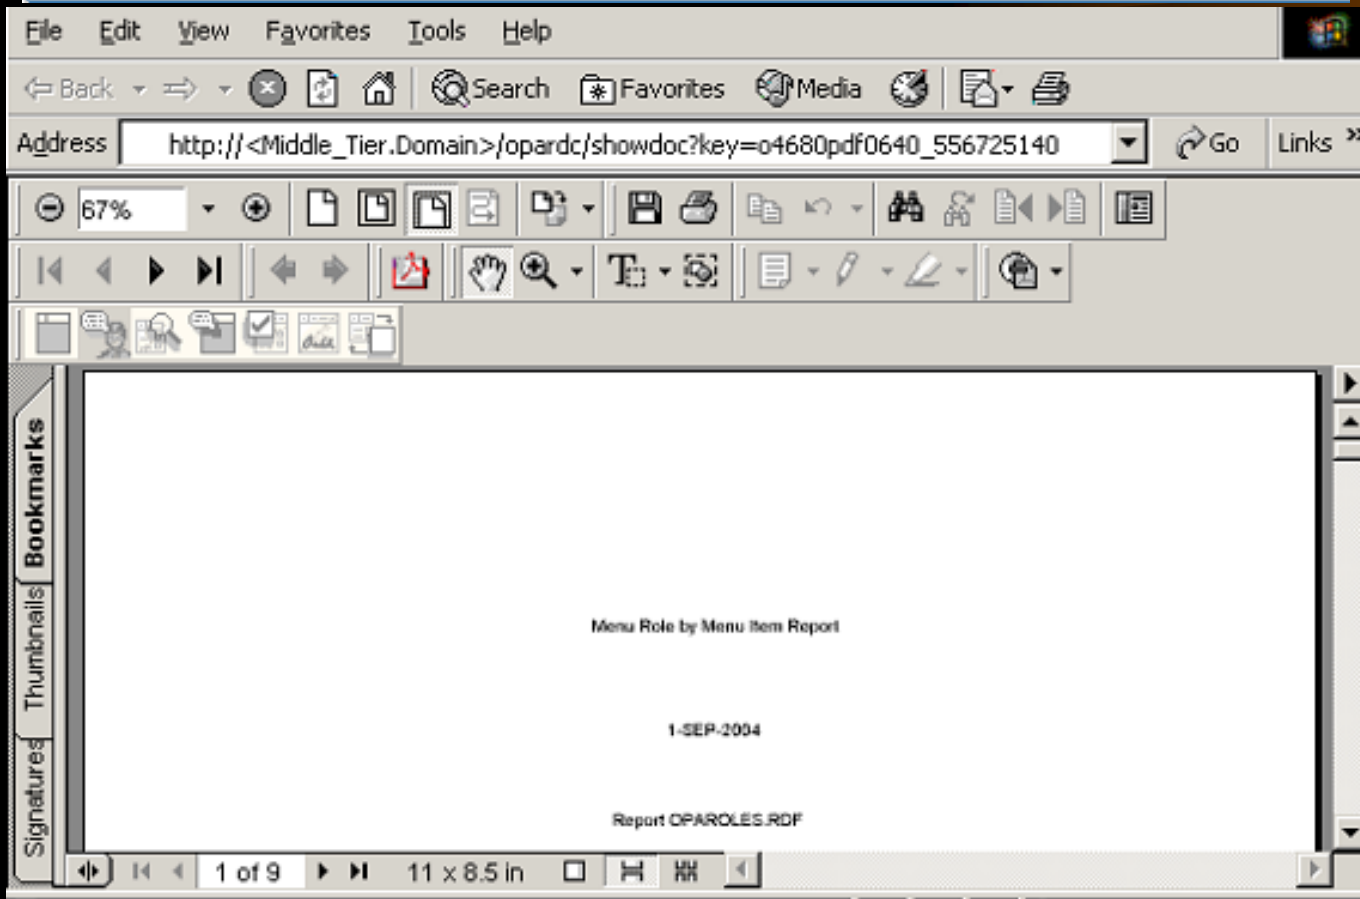 File Edit View Favorites Tools Help
Back Search Favorites Media
Address http://<Middle_Tier.Domain>/opardc/showdoc?key=o4680pdf0640_556725140 Go Links »
67%
Bookmarks
Thumbnails
Signatures
Menu Role by Menu Item Report
1-SEP-2004
Report OPAROLES.RDF
1 of 9 11 x 8.5 in